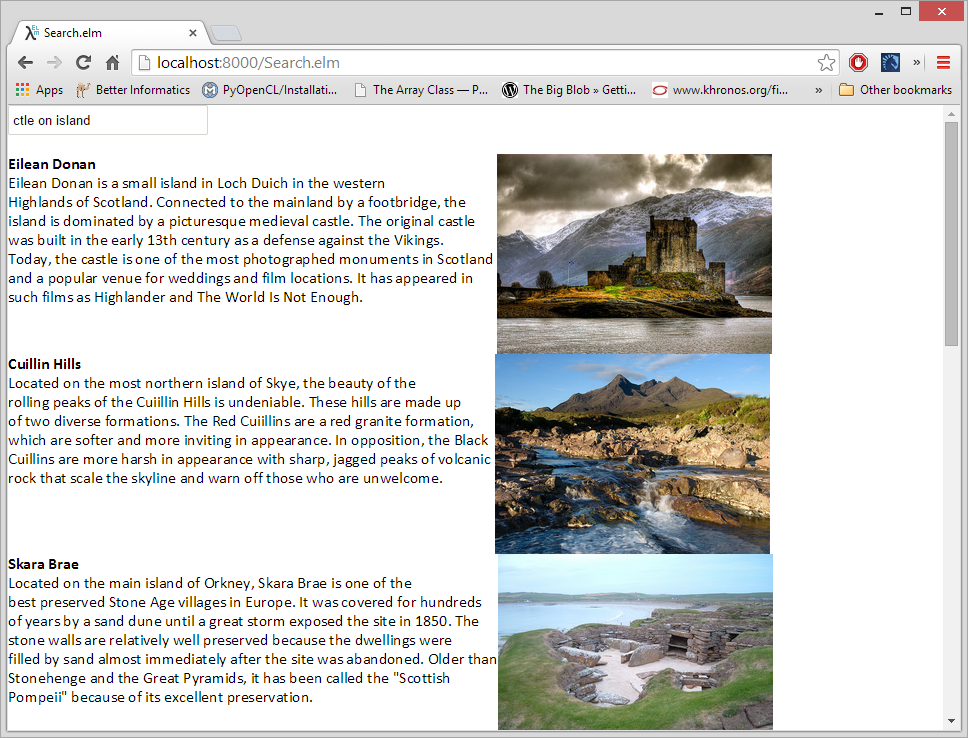 Search.elm
localhost:8000/Search.elm
Apps Better Informatics PyOpenCL/Installati... The Array Class — P... The Big Blob » Getti... www.khronos.org/fi... » Other bookmarks
ctle on island
Eilean Donan
Eilean Donan is a small island in Loch Duich in the western
Highlands of Scotland. Connected to the mainland by a footbridge, the
island is dominated by a picturesque medieval castle. The original castle
was built in the early 13th century as a defense against the Vikings.
Today, the castle is one of the most photographed monuments in Scotland
and a popular venue for weddings and film locations. It has appeared in
such films as Highlander and The World Is Not Enough.
Cuillin Hills
Located on the most northern island of Skye, the beauty of the
rolling peaks of the Cuiillin Hills is undeniable. These hills are made up
of two diverse formations. The Red Cuiillins are a red granite formation,
which are softer and more inviting in appearance. In opposition, the Black
Cuillins are more harsh in appearance with sharp, jagged peaks of volcanic
rock that scale the skyline and warn off those who are unwelcome.
Skara Brae
Located on the main island of Orkney, Skara Brae is one of the
best preserved Stone Age villages in Europe. It was covered for hundreds
of years by a sand dune until a great storm exposed the site in 1850. The
stone walls are relatively well preserved because the dwellings were
filled by sand almost immediately after the site was abandoned. Older than
Stonehenge and the Great Pyramids, it has been called the "Scottish
Pompeii" because of its excellent preservation.